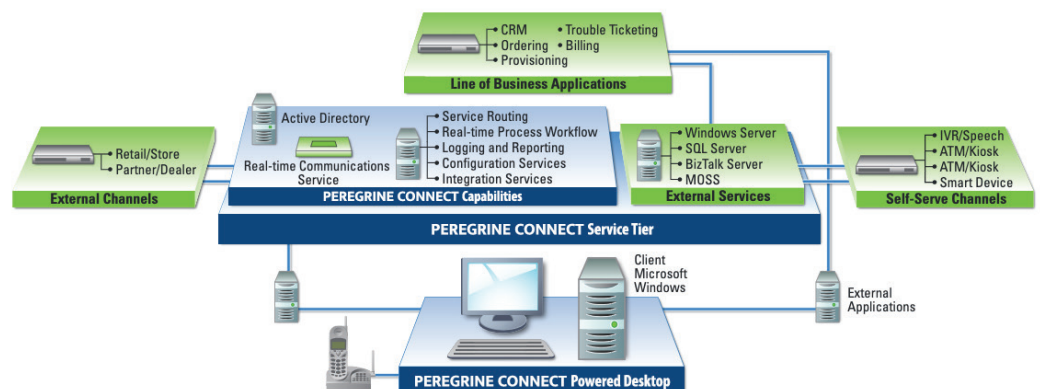 • CRM • Trouble Ticketing
• Ordering • Billing
• Provisioning
Line of Business Applications
Active Directory
Real-time Communications
Service
• Service Routing
• Real-time Process Workflow
• Logging and Reporting
• Configuration Services
• Integration Services
PEREGRINE CONNECT Capabilities
• Windows Server
• SQL Server
• BizTalk Server
• MOSS
External Services
• Retail/Store
• Partner/Dealer
External Channels
• IVR/Speech
• ATM/Kiosk
• ATM/Kiosk
• Smart Device
Self-Serve Channels
PEREGRINE CONNECT Service Tier
Client
Microsoft
Windows
External
Applications
PEREGRINE CONNECT Powered Desktop